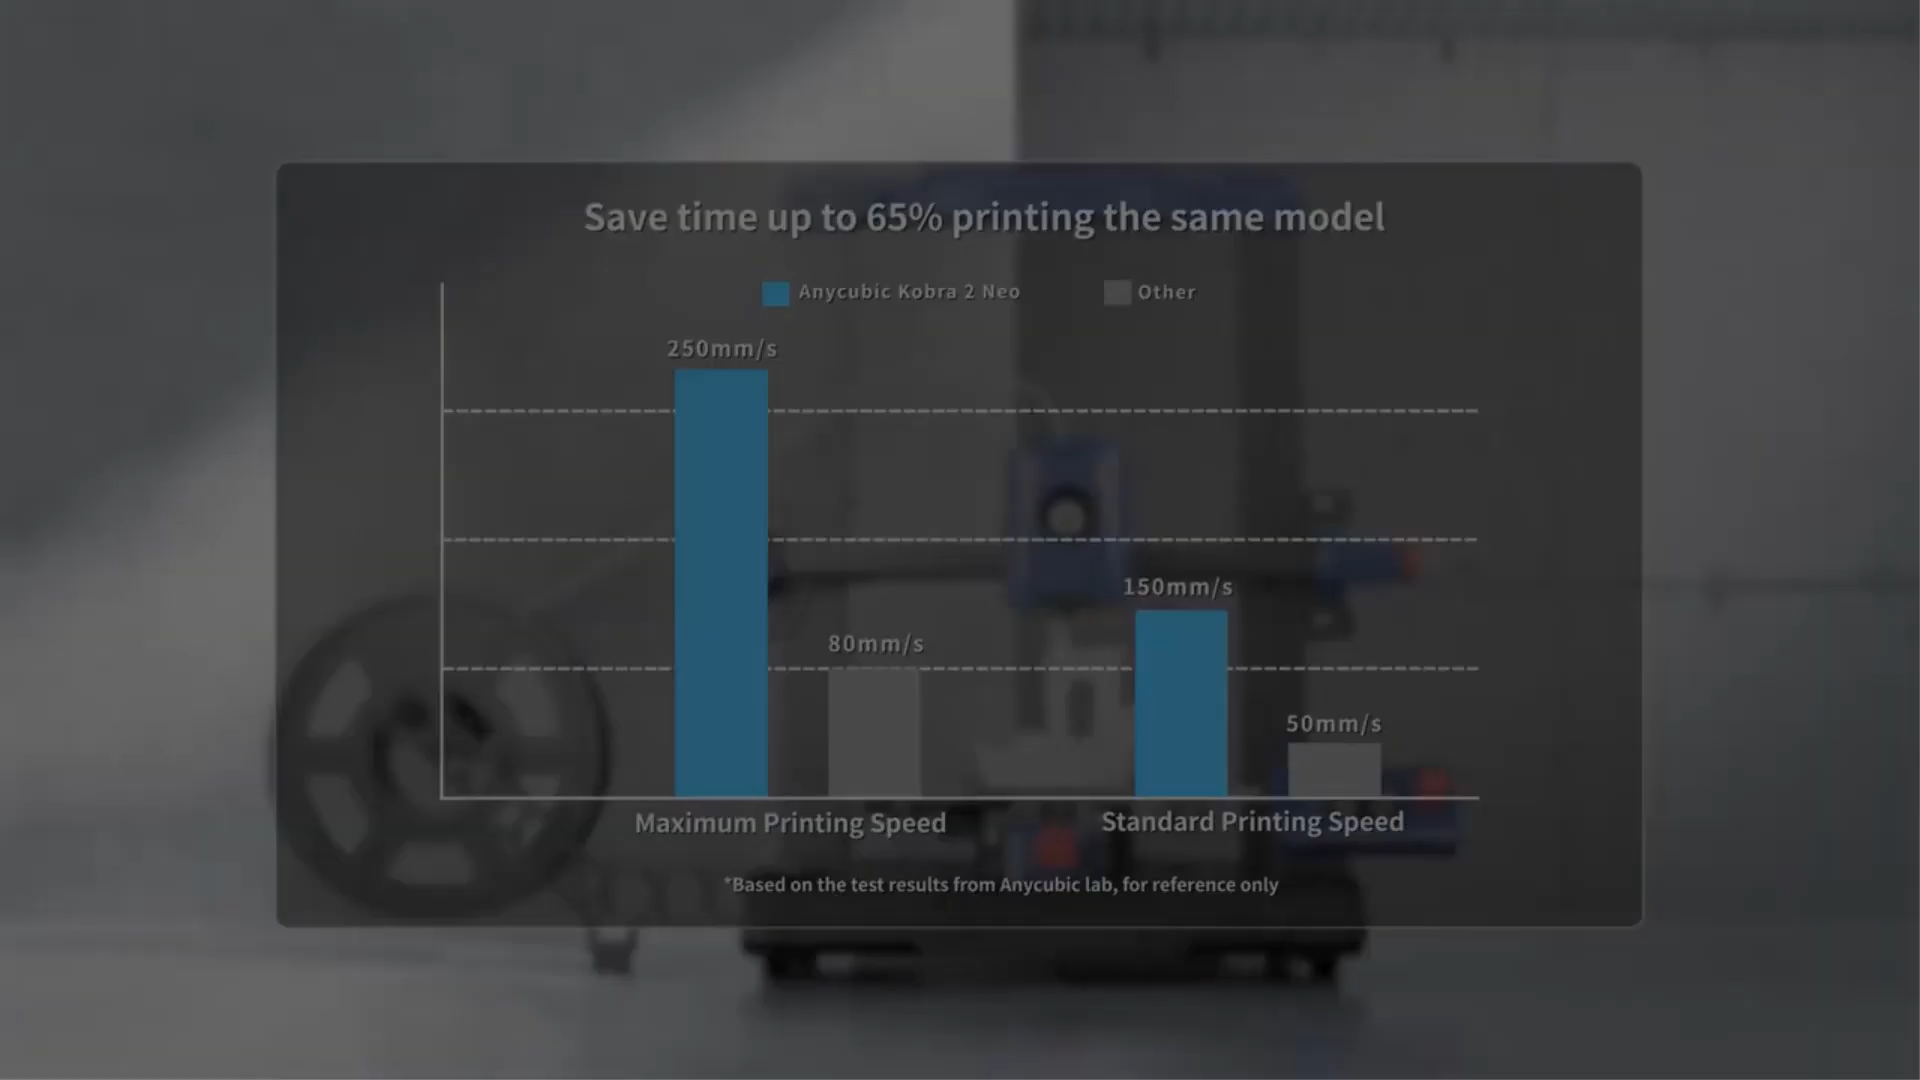 Save time up to 65% printing the same model
Anycubic Kobra 2 Neo
Other
250mm/s
80mm/s
150mm/s
50mm/s
Maximum Printing Speed
Standard Printing Speed
*Based on the test results from Anycubic lab, for reference only